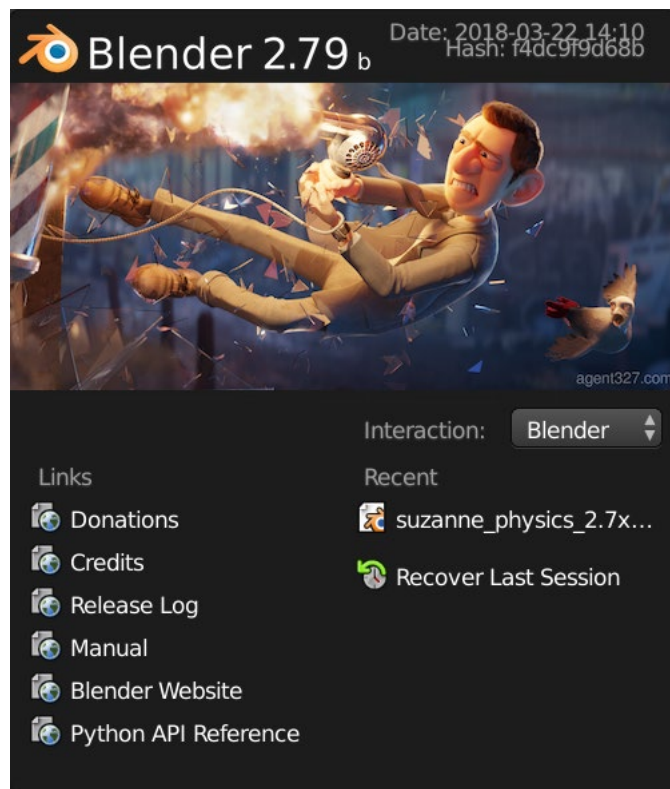 Blender 2.79 b
Date: 2018-03-22 14:10
Hash: f4dc9f9d68b
agent327.com
Interaction: Blender
Links
Donations
Credits
Release Log
Manual
Blender Website
Python API Reference
Recent
suzanne_physics_2.7x...
Recover Last Session